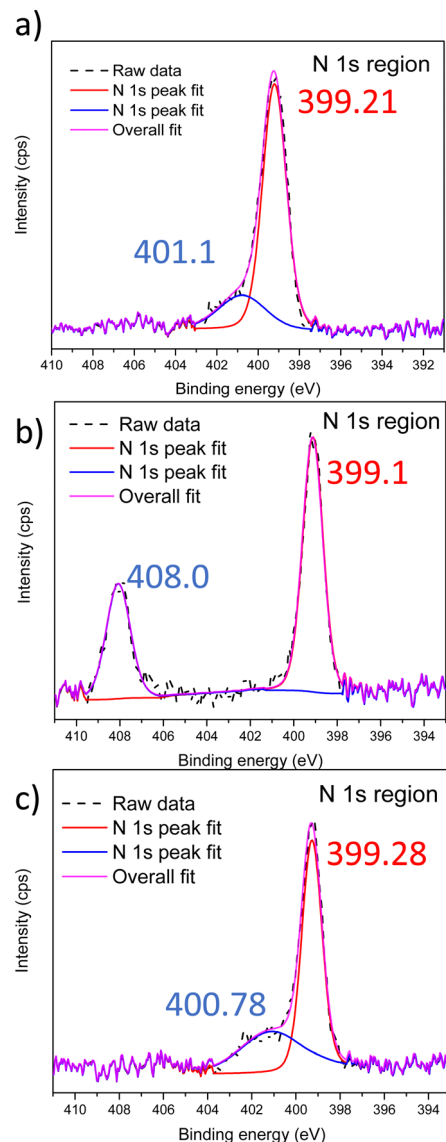 a)
N 1s region
Raw data
N 1s peak fit
N 1s peak fit
Overall fit
399.21
401.1
Intensity (cps)
410 408 406 404 402 400 398 396 394 392
Binding energy (eV)
b)
N 1s region
Raw data
N 1s peak fit
N 1s peak fit
Overall fit
399.1
408.0
Intensity (cps)
410 408 406 404 402 400 398 396 394
Binding energy (eV)
c)
N 1s region
Raw data
N 1s peak fit
N 1s peak fit
Overall fit
399.28
400.78
Intensity (cps)
410 408 406 404 402 400 398 396 394
Binding energy (eV)